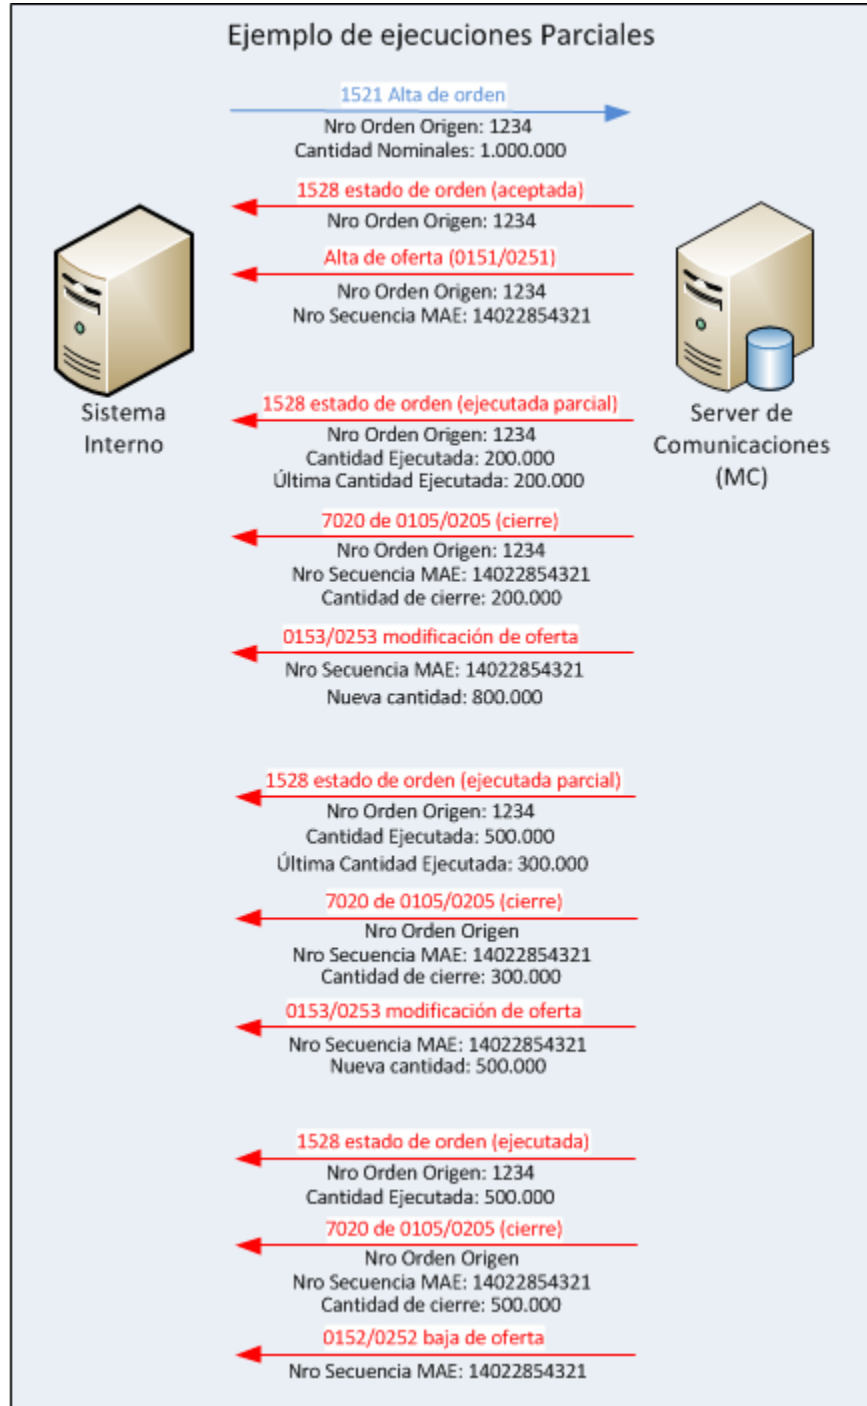 Ejemplo de ejecuciones Parciales
1521 Alta de orden
Nro Orden Origen: 1234
Cantidad Nominales: 1.000.000
1528 estado de orden (aceptada)
Nro Orden Origen: 1234
Alta de oferta (0151/0251)
Nro Orden Origen: 1234
Nro Secuencia MAE: 14022854321
Sistema
Interno
Server de
Comunicaciones
(MC)
1528 estado de orden (ejecutada parcial)
Nro Orden Origen: 1234
Cantidad Ejecutada: 200.000
Última Cantidad Ejecutada: 200.000
7020 de 0105/0205 (cierre)
Nro Orden Origen: 1234
Nro Secuencia MAE: 14022854321
Cantidad de cierre: 200.000
0153/0253 modificación de oferta
Nro Secuencia MAE: 14022854321
Nueva cantidad: 800.000
1528 estado de orden (ejecutada parcial)
Nro Orden Origen: 1234
Cantidad Ejecutada: 500.000
Última Cantidad Ejecutada: 300.000
7020 de 0105/0205 (cierre)
Nro Orden Origen
Nro Secuencia MAE: 14022854321
Cantidad de cierre: 300.000
0153/0253 modificación de oferta
Nro Secuencia MAE: 14022854321
Nueva cantidad: 500.000
1528 estado de orden (ejecutada)
Nro Orden Origen: 1234
Cantidad Ejecutada: 500.000
7020 de 0105/0205 (cierre)
Nro Orden Origen
Nro Secuencia MAE: 14022854321
Cantidad de cierre: 500.000
0152/0252 baja de oferta
Nro Secuencia MAE: 14022854321